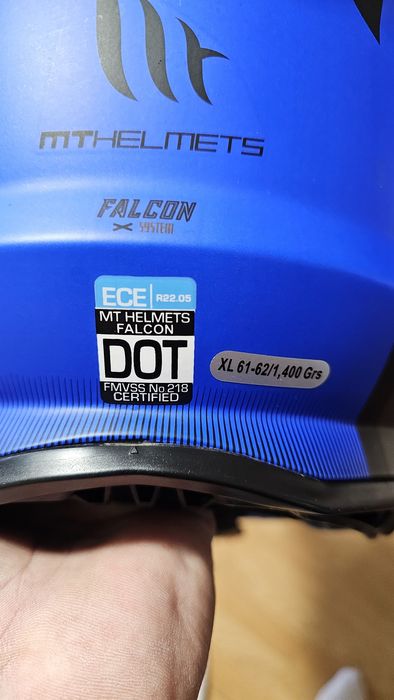 MTHELMETS
FALCON
X SYSTEM
ECE R22.05
MT HELMETS
FALCON
DOT
FMVSS No 218
CERTIFIED
XL 61-62/1,400 Grs